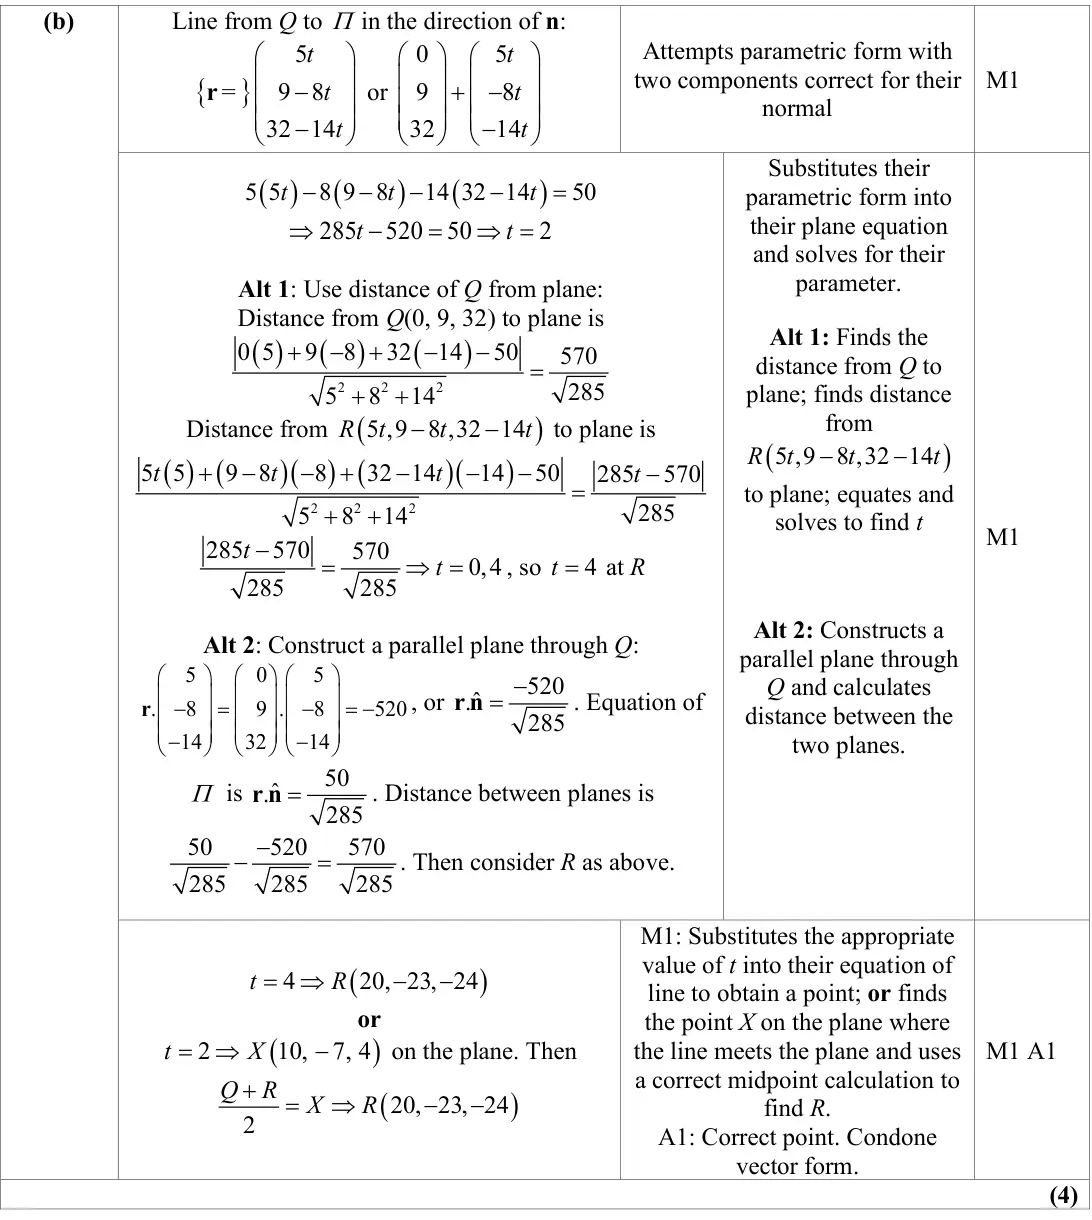 (b)
Line from Q to Π in the direction of n:
{r =} (5t, 9 − 8t, 32 − 14t) or (0, 9, 32) + (5t, −8t, −14t)
Attempts parametric form with
two components correct for their
normal
M1
5(5t) − 8(9 − 8t) − 14(32 − 14t) = 50
⇒ 285t − 520 = 50 ⇒ t = 2
Alt 1: Use distance of Q from plane:
Distance from Q(0, 9, 32) to plane is
|0(5) + 9(−8) + 32(−14) − 50| / √(5² + 8² + 14²) = 570/√285
Distance from R(5t, 9 − 8t, 32 − 14t) to plane is
|5t(5) + (9 − 8t)(−8) + (32 − 14t)(−14) − 50| / √(5² + 8² + 14²) = |285t − 570| / √285
|285t − 570| / √285 = 570/√285 ⇒ t = 0, 4 , so t = 4 at R
Alt 2: Construct a parallel plane through Q:
r.(5, −8, −14) = (0, 9, 32).(5, −8, −14) = −520 , or r.n̂ = −520/√285 . Equation of
Π is r.n̂ = 50/√285 . Distance between planes is
50/√285 − −520/√285 = 570/√285 . Then consider R as above.
Substitutes their
parametric form into
their plane equation
and solves for their
parameter.
Alt 1: Finds the
distance from Q to
plane; finds distance
from
R(5t, 9 − 8t, 32 − 14t)
to plane; equates and
solves to find t
Alt 2: Constructs a
parallel plane through
Q and calculates
distance between the
two planes.
M1
t = 4 ⇒ R(20, −23, −24)
or
t = 2 ⇒ X(10, − 7, 4) on the plane. Then
(Q + R)/2 = X ⇒ R(20, −23, −24)
M1: Substitutes the appropriate
value of t into their equation of
line to obtain a point; or finds
the point X on the plane where
the line meets the plane and uses
a correct midpoint calculation to
find R.
A1: Correct point. Condone
vector form.
M1 A1
(4)